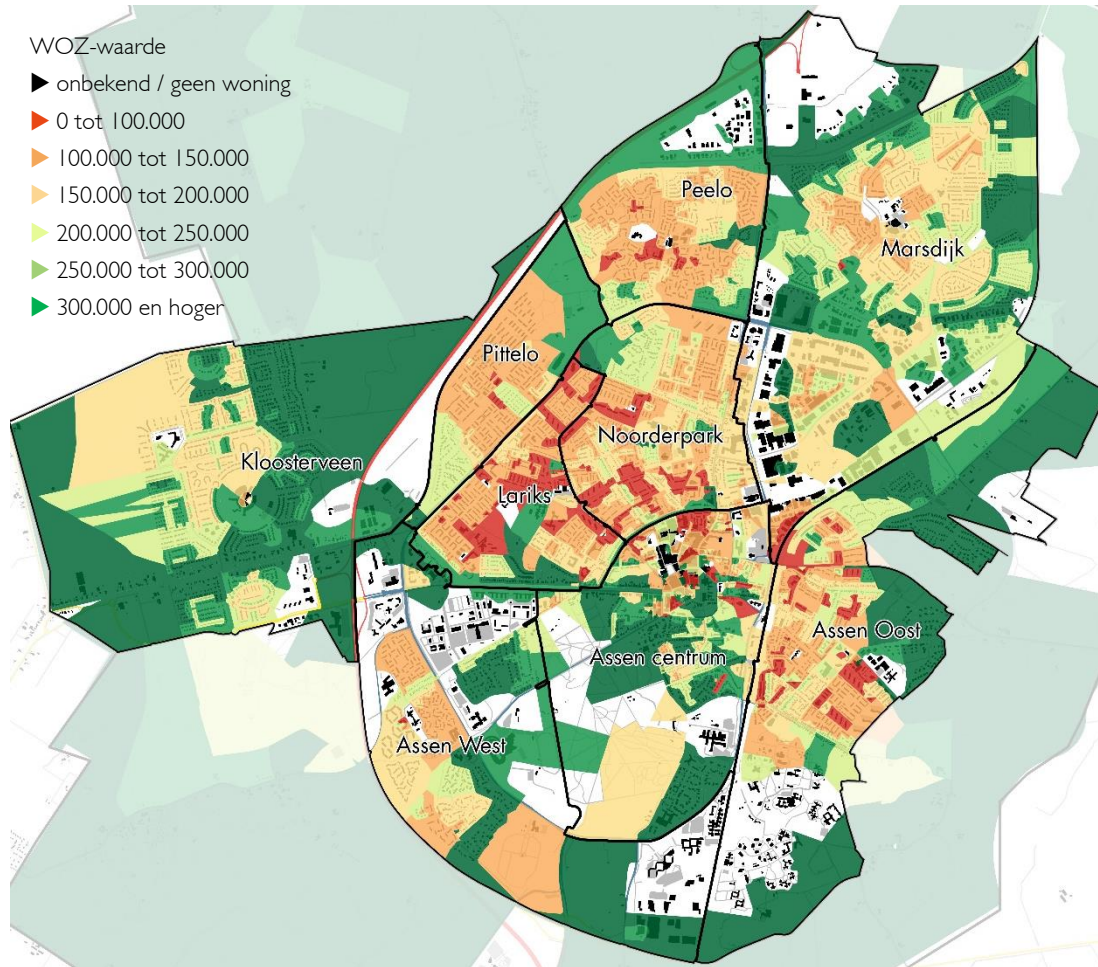 WOZ-waarde
onbekend / geen woning
0 tot 100.000
100.000 tot 150.000
150.000 tot 200.000
200.000 tot 250.000
250.000 tot 300.000
300.000 en hoger
Peelo
Marsdijk
Pittelo
Noorderpark
Kloosterveen
Lariks
Assen Oost
Assen centrum
Assen West